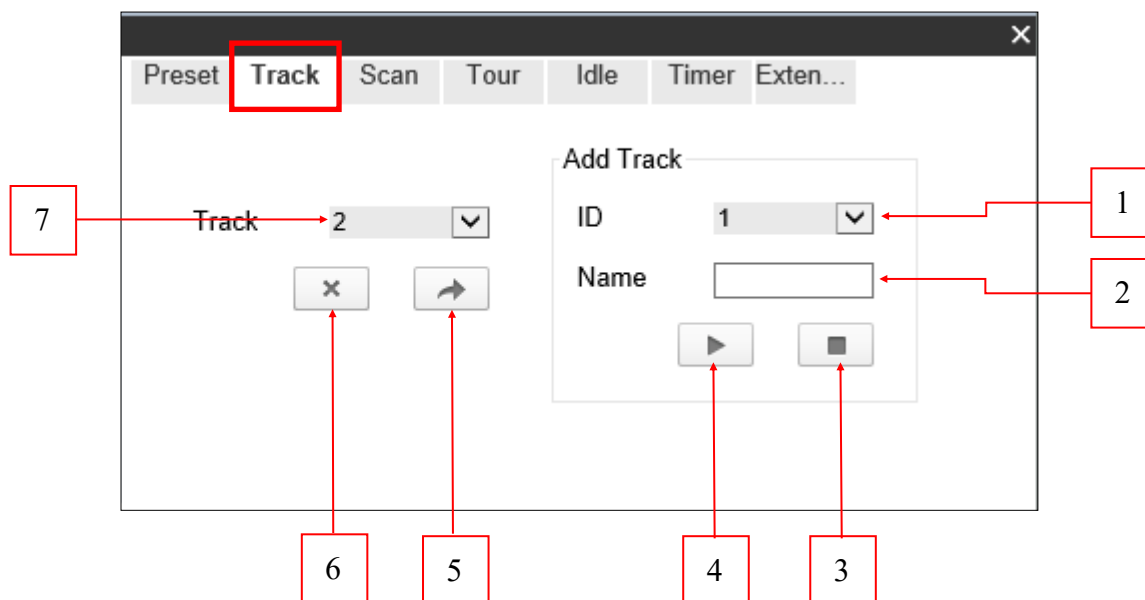 Preset Track Scan Tour Idle Timer Exten...
Add Track
7 Track 2 ID 1 1
Name 2
6 5 4 3